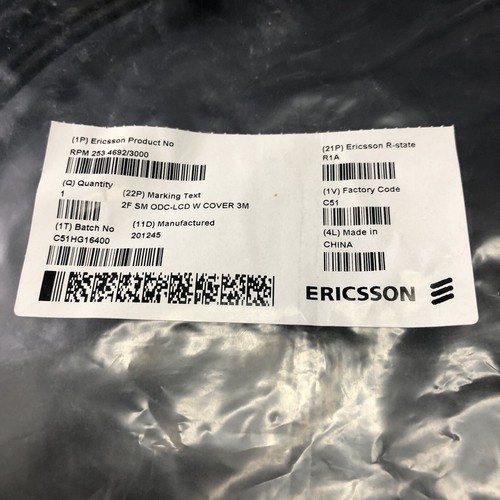 (1P) Ericsson Product No
RPM 253 4692/3000
(21P) Ericsson R-state
R1A
(Q) Quantity
1
(22P) Marking Text
2F SM ODC-LCD W COVER 3M
(1V) Factory Code
C51
(1T) Batch No
C51HG16400
(11D) Manufactured
201245
(4L) Made in
CHINA
ERICSSON